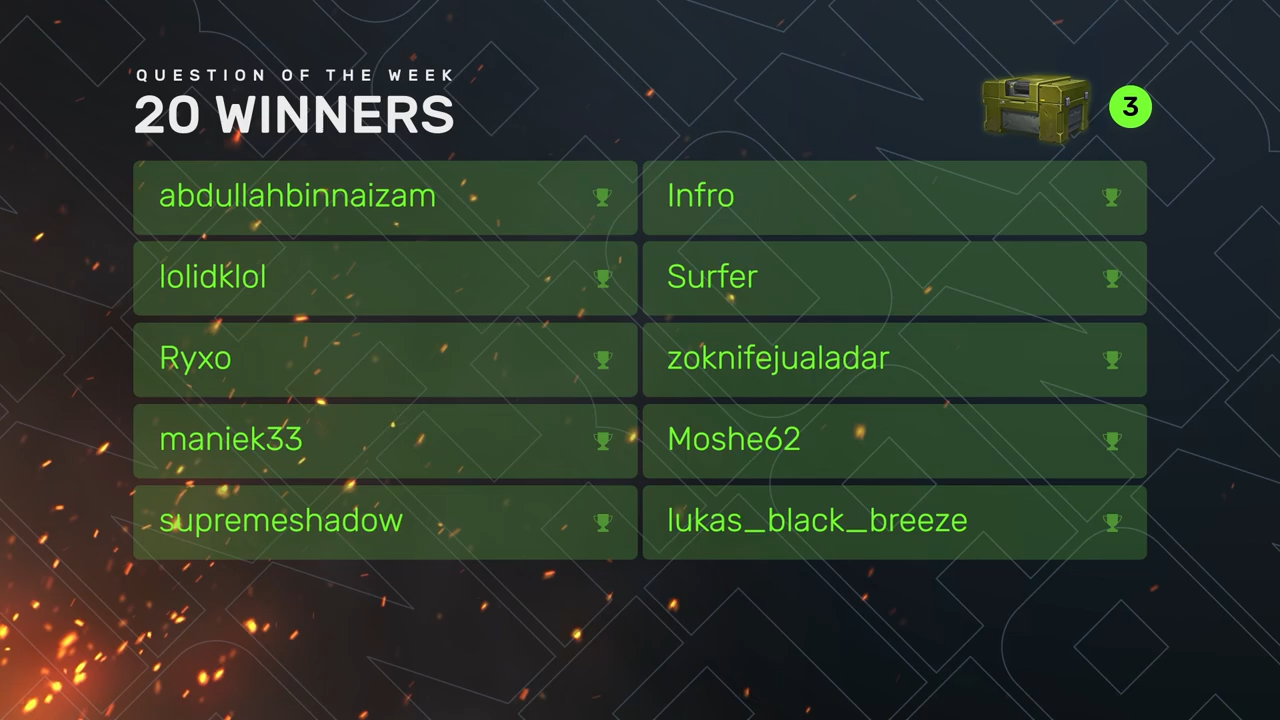 QUESTION OF THE WEEK
20 WINNERS
3
abdullahbinnaizam
Infro
lolidklol
Surfer
Ryxo
zoknifejualadar
maniek33
Moshe62
supremeshadow
lukas_black_breeze